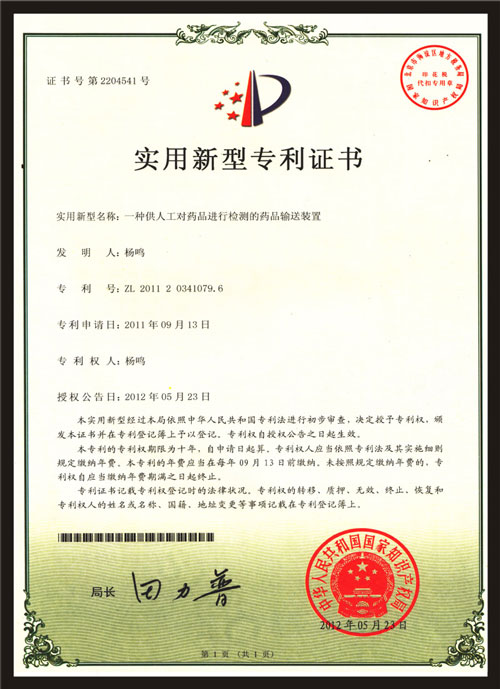 证书号第2204541号
印花税
代扣专用章
国家知识产权局
实用新型专利证书
实用新型名称：一种供人工对药品进行检测的药品输送装置
发明人：杨鸣
专利号：ZL 2011 2 0341079.6
专利申请日：2011年09月13日
专利权人：杨鸣
授权公告日：2012年05月23日
本实用新型经过本局依照中华人民共和国专利法进行初步审查，决定授予专利权，颁
发本证书并在专利登记簿上予以登记。专利权自授权公告之日起生效。
本专利的专利权期限为十年，自申请日起算。专利权人应当依照专利法及其实施细则
规定缴纳年费。本专利的年费应当在每年09月13日前缴纳。未按照规定缴纳年费的，专
利权自应当缴纳年费期满之日起终止。
专利证书记载专利权登记时的法律状况。专利权的转移、质押、无效、终止、恢复和
专利权人的姓名或名称、国籍、地址变更等事项记载在专利登记簿上。
局长 田力普
中华人民共和国国家知识产权局
2012年05月23日
第1页（共1页）